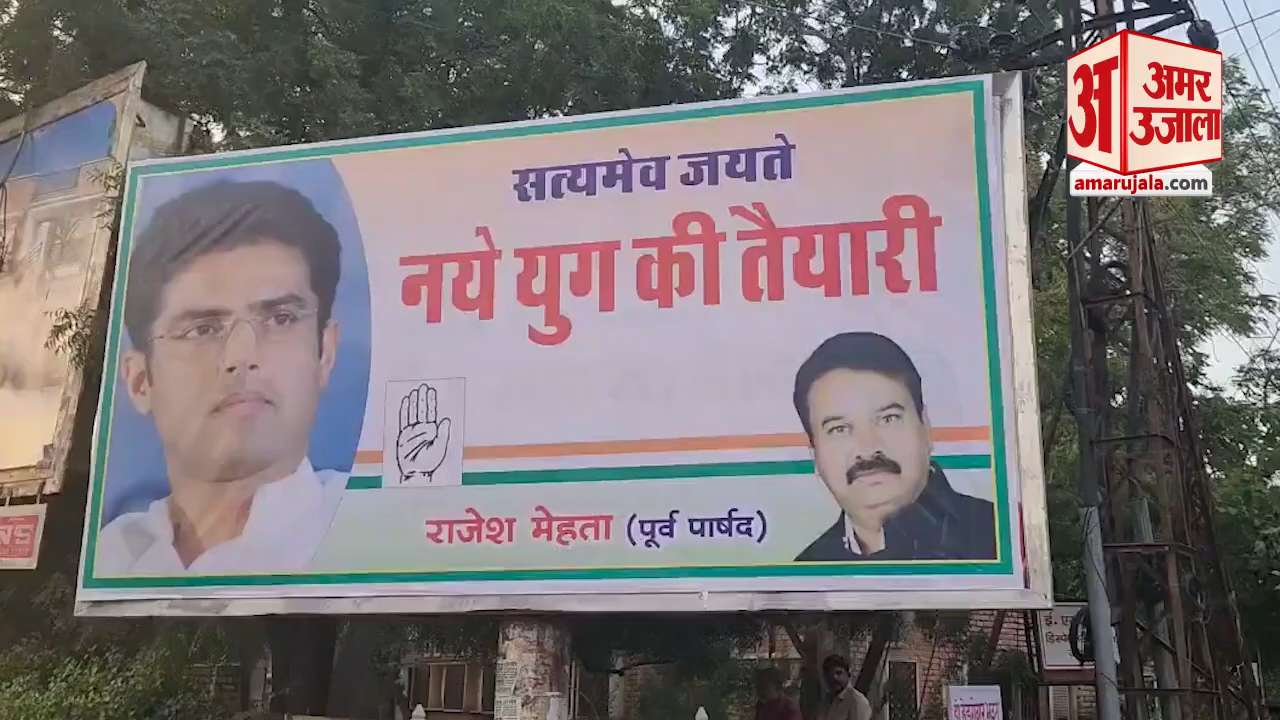 सत्यमेव जयते
नये युग की तैयारी
राजेश मेहता (पूर्व पार्षद)
अ
अमर
उजाला
amarujala.com